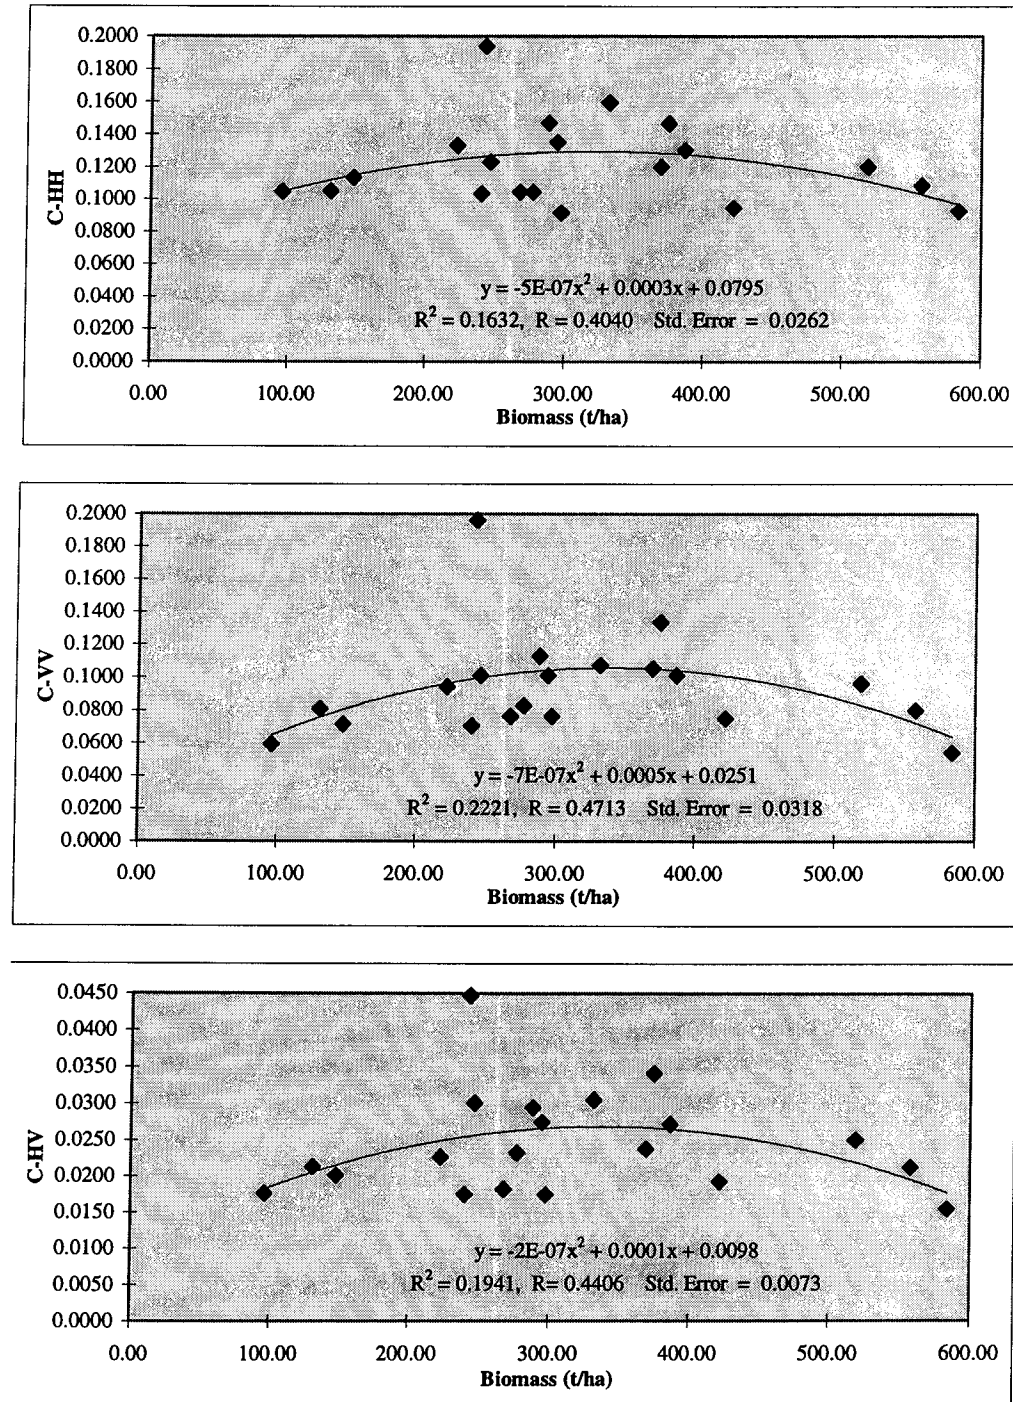 0.2000
0.1800
0.1600
0.1400
0.1200
0.1000
0.0800
0.0600
0.0400
0.0200
0.0000
C-HH
y = -5E-07x² + 0.0003x + 0.0795
R² = 0.1632, R = 0.4040 Std. Error = 0.0262
0.00 100.00 200.00 300.00 400.00 500.00 600.00
Biomass (t/ha)
0.2000
0.1800
0.1600
0.1400
0.1200
0.1000
0.0800
0.0600
0.0400
0.0200
0.0000
C-VV
y = -7E-07x² + 0.0005x + 0.0251
R² = 0.2221, R = 0.4713 Std. Error = 0.0318
0.00 100.00 200.00 300.00 400.00 500.00 600.00
Biomass (t/ha)
0.0450
0.0400
0.0350
0.0300
0.0250
0.0200
0.0150
0.0100
0.0050
0.0000
C-HV
y = -2E-07x² + 0.0001x + 0.0098
R² = 0.1941, R= 0.4406 Std. Error = 0.0073
0.00 100.00 200.00 300.00 400.00 500.00 600.00
Biomass (t/ha)